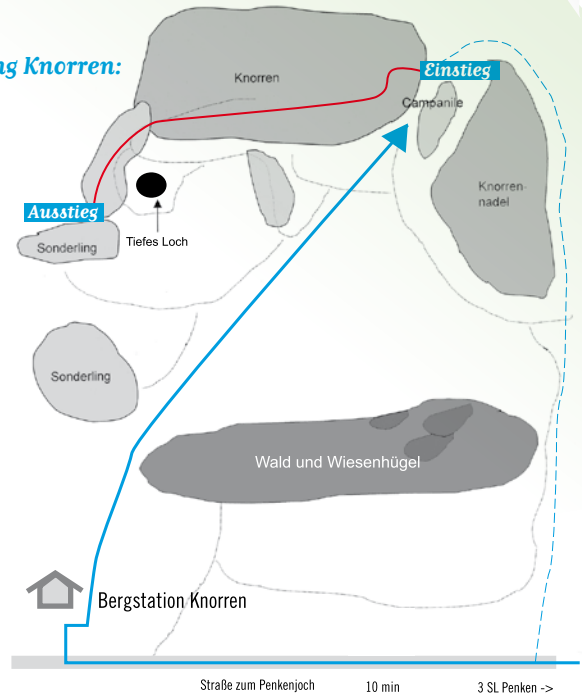 ng Knorren:
Knorren
Einstieg
Campanile
Knorren-
nadel
Ausstieg
Tiefes Loch
Sonderling
Sonderling
Wald und Wiesenhügel
Bergstation Knorren
Straße zum Penkenjoch 10 min 3 SL Penken ->